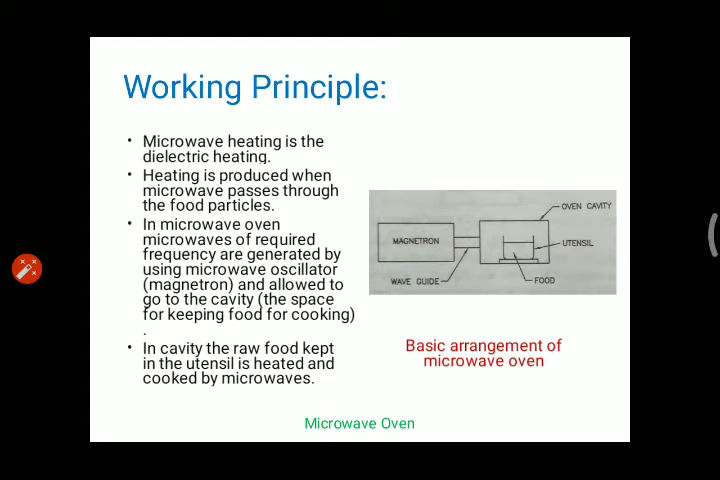 Working Principle:
• Microwave heating is the
dielectric heating.
• Heating is produced when
microwave passes through
the food particles.
• In microwave oven
microwaves of required
frequency are generated by
using microwave oscillator
(magnetron) and allowed to
go to the cavity (the space
for keeping food for cooking)
.
• In cavity the raw food kept
in the utensil is heated and
cooked by microwaves.
OVEN CAVITY
MAGNETRON
UTENSIL
WAVE GUIDE
FOOD
Basic arrangement of
microwave oven
Microwave Oven